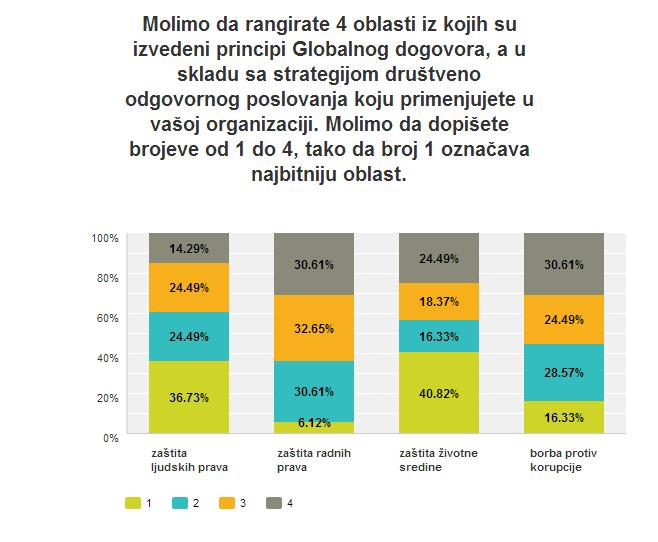 Molimo da rangirate 4 oblasti iz kojih su
izvedeni principi Globalnog dogovora, a u
skladu sa strategijom društveno
odgovornog poslovanja koju primenjujete u
vašoj organizaciji. Molimo da dopišete
brojeve od 1 do 4, tako da broj 1 označava
najbitniju oblast.
100%
80%
60%
40%
20%
0%
14.29%
24.49%
24.49%
36.73%
30.61%
32.65%
30.61%
6.12%
24.49%
18.37%
16.33%
40.82%
30.61%
24.49%
28.57%
16.33%
zaštita
ljudskih prava
zaštita radnih
prava
zaštita životne
sredine
borba protiv
korupcije
1 2 3 4